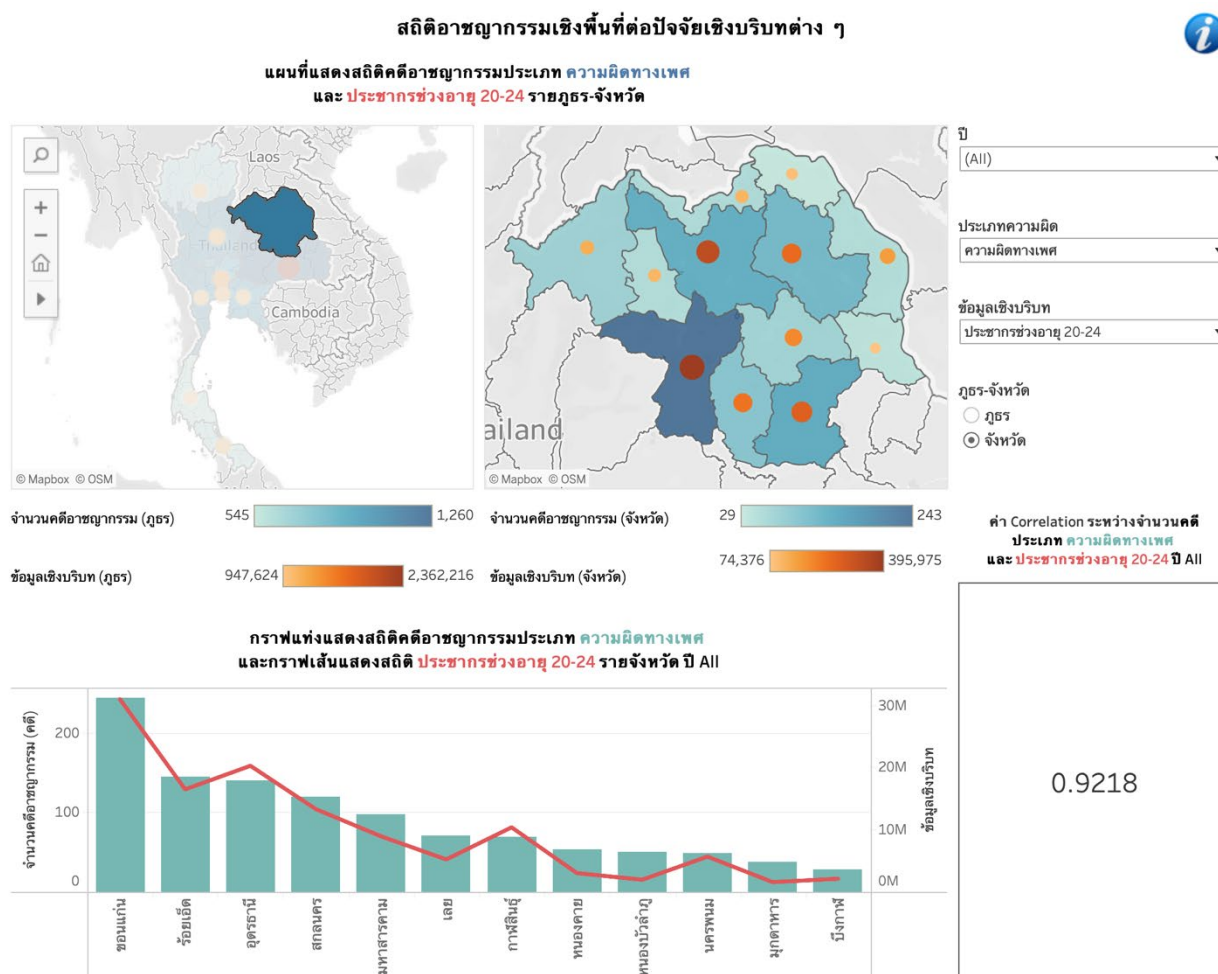 สถิติอาชญากรรมเชิงพื้นที่ต่อปัจจัยเชิงบริบทต่าง ๆ
i
แผนที่แสดงสถิติคดีอาชญากรรมประเภท ความผิดทางเพศ
และ ประชากรช่วงอายุ 20-24 รายภูธร-จังหวัด
Laos
Thailand
Cambodia
© Mapbox © OSM
ailand
© Mapbox © OSM
ปี
(All)
ประเภทความผิด
ความผิดทางเพศ
ข้อมูลเชิงบริบท
ประชากรช่วงอายุ 20-24
ภูธร-จังหวัด
ภูธร
จังหวัด
จำนวนคดีอาชญากรรม (ภูธร)
545
1,260
จำนวนคดีอาชญากรรม (จังหวัด)
29
243
ข้อมูลเชิงบริบท (ภูธร)
947,624
2,362,216
ข้อมูลเชิงบริบท (จังหวัด)
74,376
395,975
ค่า Correlation ระหว่างจำนวนคดี
ประเภท ความผิดทางเพศ
และ ประชากรช่วงอายุ 20-24 ปี All
0.9218
กราฟแท่งแสดงสถิติคดีอาชญากรรมประเภท ความผิดทางเพศ
และกราฟเส้นแสดงสถิติ ประชากรช่วงอายุ 20-24 รายจังหวัด ปี All
จำนวนคดีอาชญากรรม (คดี)
200
100
0
30M
20M
10M
0M
ข้อมูลเชิงบริบท
ขอนแก่น
ร้อยเอ็ด
อุดรธานี
สกลนคร
มหาสารคาม
เลย
กาฬสินธุ์
หนองคาย
หนองบัวลำภู
นครพนม
มุกดาหาร
บึงกาฬ